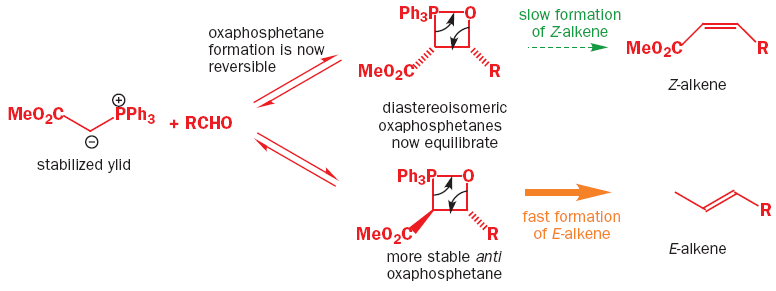 MeO₂C
⊕
PPh₃
⊖
+ RCHO
stabilized ylid
oxaphosphetane
formation is now
reversible
Ph₃P O
MeO₂C R
diastereoisomeric
oxaphosphetanes
now equilibrate
slow formation
of Z-alkene
MeO₂C R
Z-alkene
Ph₃P O
MeO₂C R
more stable anti
oxaphosphetane
fast formation
of E-alkene
R
E-alkene